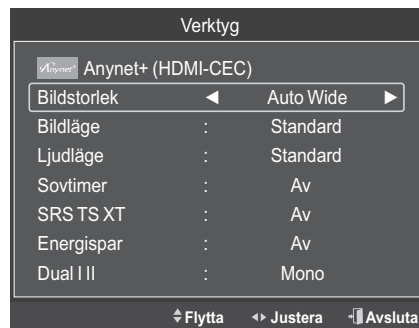 Verktyg
Anynet+ Anynet+ (HDMI-CEC)
Bildstorlek ◄ Auto Wide ►
Bildläge : Standard
Ljudläge : Standard
Sovtimer : Av
SRS TS XT : Av
Energispar : Av
Dual I II : Mono
Flytta Justera Avsluta